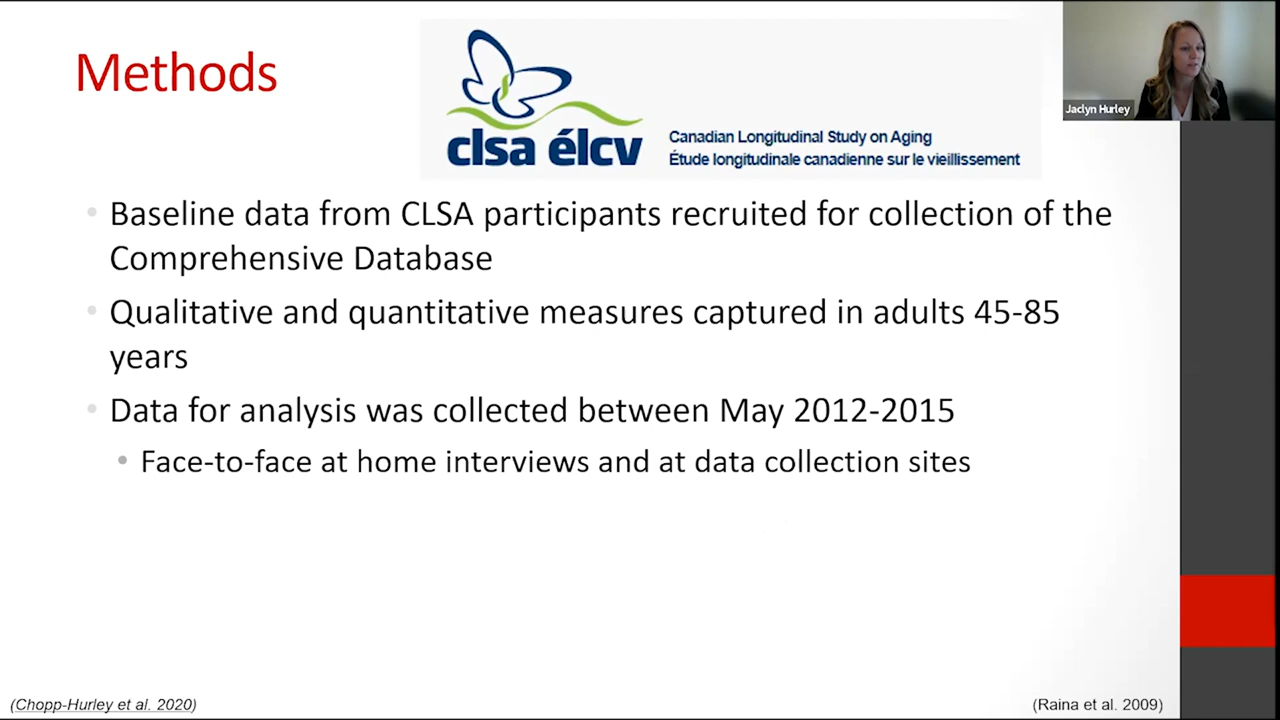 Methods
clsa élcv
Canadian Longitudinal Study on Aging
Étude longitudinale canadienne sur le vieillissement
Jaclyn Hurley
• Baseline data from CLSA participants recruited for collection of the
Comprehensive Database
• Qualitative and quantitative measures captured in adults 45-85
years
• Data for analysis was collected between May 2012-2015
• Face-to-face at home interviews and at data collection sites
(Chopp-Hurley et al. 2020)
(Raina et al. 2009)